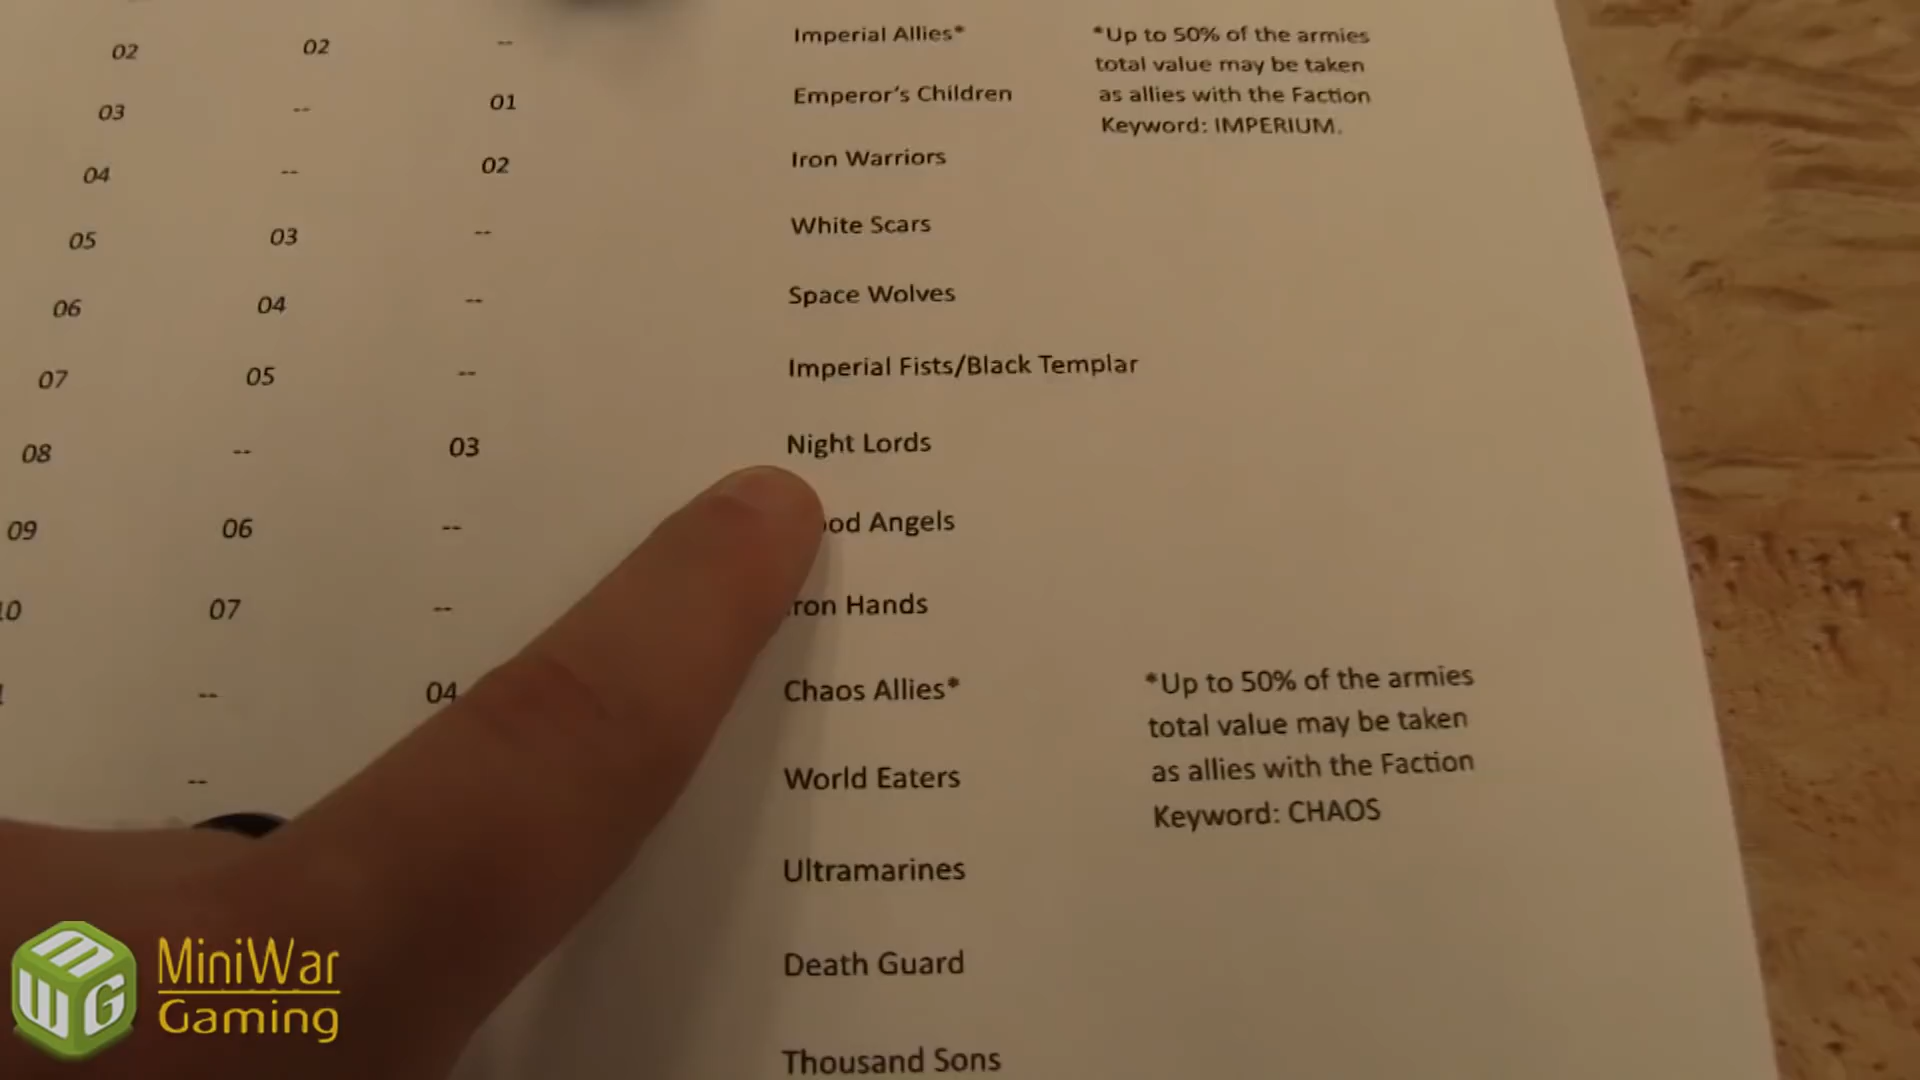 02 02 -- Imperial Allies* *Up to 50% of the armies
total value may be taken
03 -- 01 Emperor's Children as allies with the Faction
Keyword: IMPERIUM.
04 -- 02 Iron Warriors
05 03 -- White Scars
06 04 -- Space Wolves
07 05 -- Imperial Fists/Black Templar
08 -- 03 Night Lords
09 06 -- ood Angels
10 07 -- ron Hands
-- 04 Chaos Allies* *Up to 50% of the armies
total value may be taken
-- World Eaters as allies with the Faction
Keyword: CHAOS
Ultramarines
Death Guard
Thousand Sons
MWG
MiniWar
Gaming